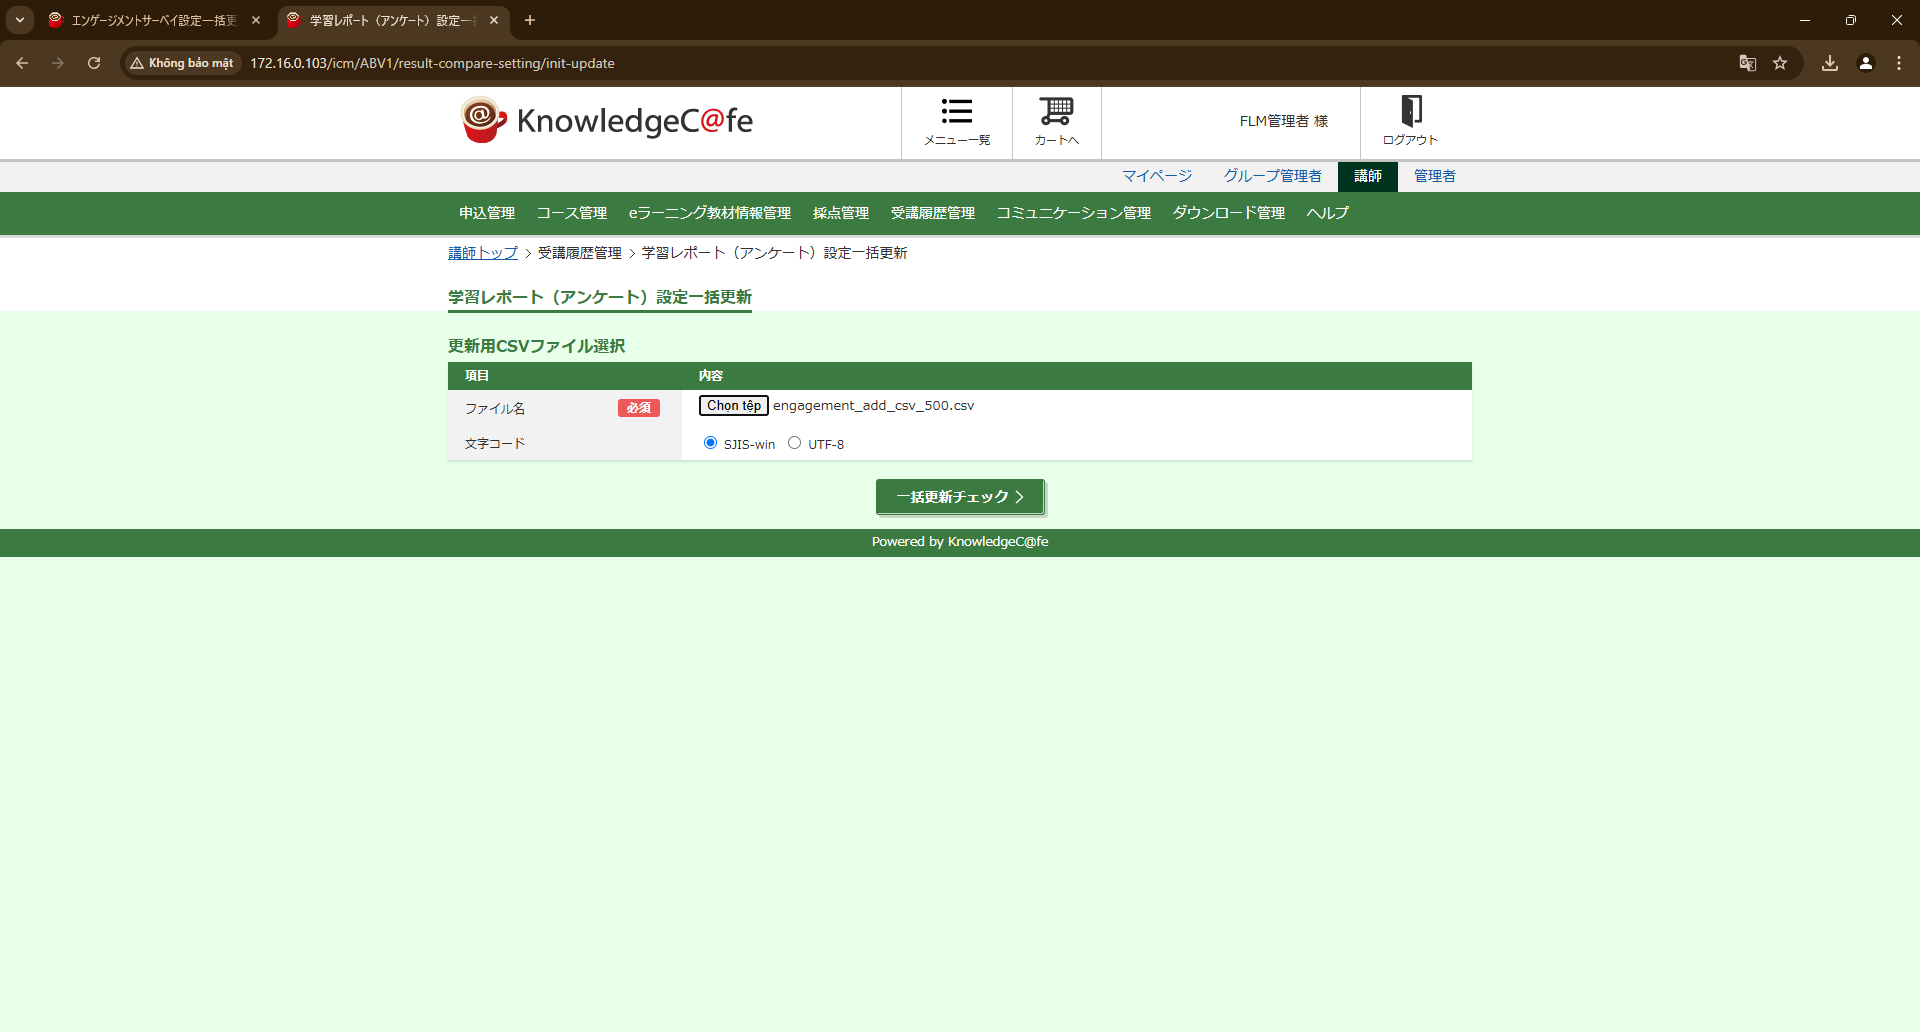 エンゲージメントサーベイ設定一括更
学習レポート（アンケート）設定一
Không bảo mật
172.16.0.103/icm/ABV1/result-compare-setting/init-update
KnowledgeC@fe
メニュー一覧
カートへ
FLM管理者 様
ログアウト
マイページ
グループ管理者
講師
管理者
申込管理
コース管理
eラーニング教材情報管理
採点管理
受講履歴管理
コミュニケーション管理
ダウンロード管理
ヘルプ
講師トップ > 受講履歴管理 > 学習レポート（アンケート）設定一括更新
学習レポート（アンケート）設定一括更新
更新用CSVファイル選択
項目 内容
ファイル名 必須 Chọn tệp engagement_add_csv_500.csv
文字コード SJIS-win UTF-8
一括更新チェック
Powered by KnowledgeC@fe